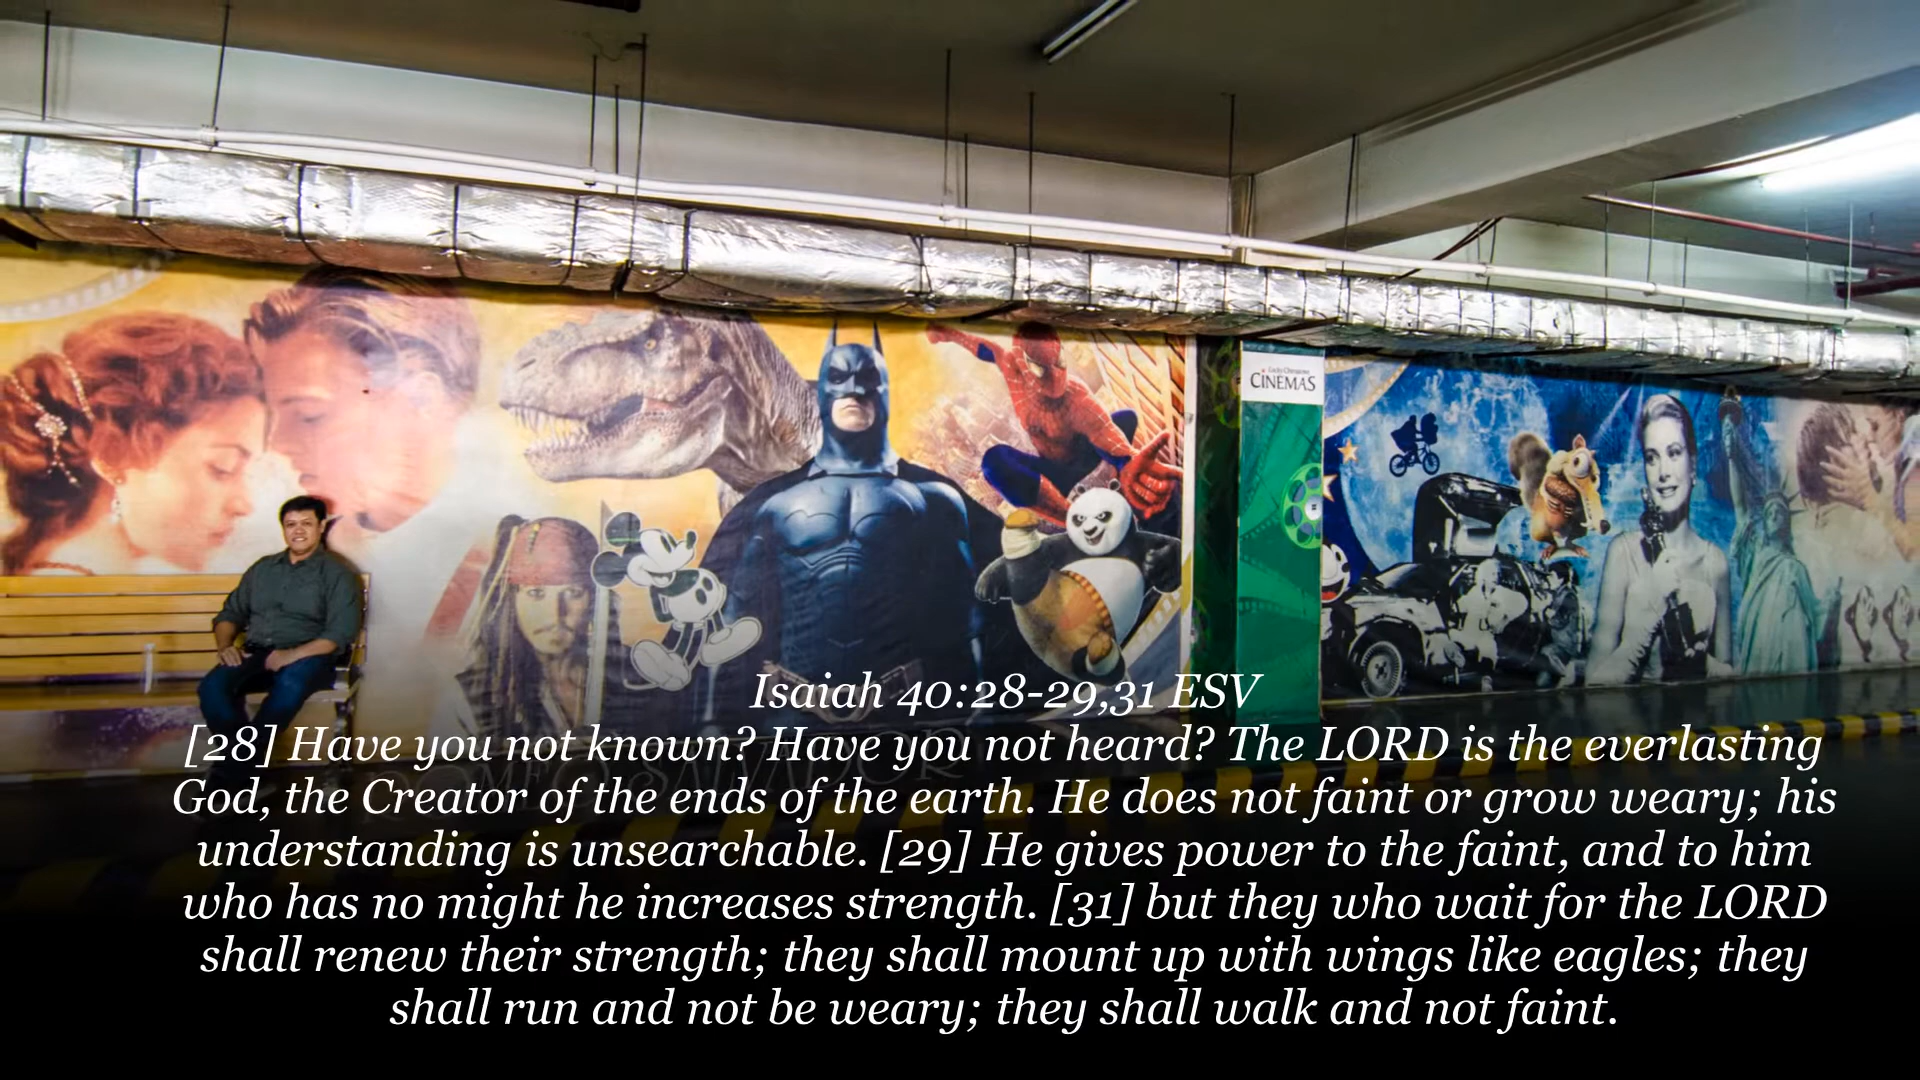 Lucky Chinatown
CINEMAS
Isaiah 40:28-29,31 ESV
[28] Have you not known? Have you not heard? The LORD is the everlasting
God, the Creator of the ends of the earth. He does not faint or grow weary; his
understanding is unsearchable. [29] He gives power to the faint, and to him
who has no might he increases strength. [31] but they who wait for the LORD
shall renew their strength; they shall mount up with wings like eagles; they
shall run and not be weary; they shall walk and not faint.